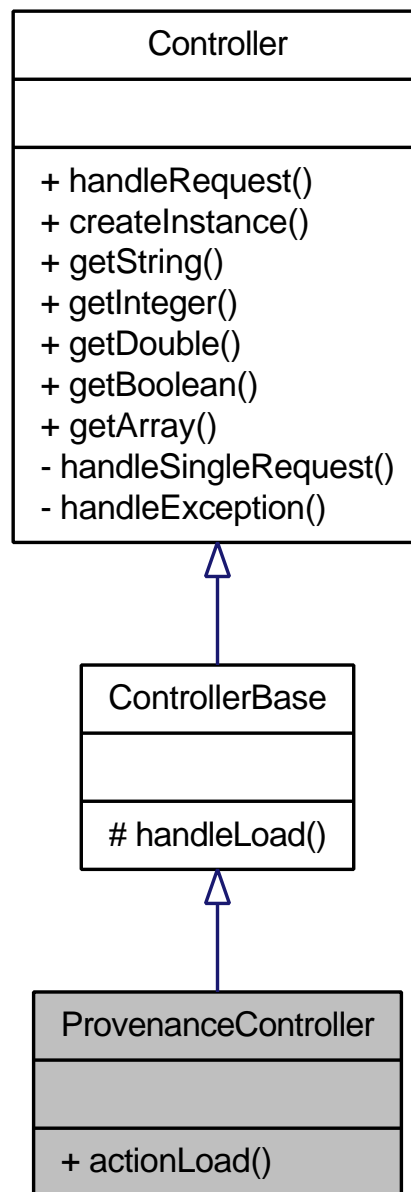 Controller
+ handleRequest()
+ createInstance()
+ getString()
+ getInteger()
+ getDouble()
+ getBoolean()
+ getArray()
- handleSingleRequest()
- handleException()
ControllerBase
# handleLoad()
ProvenanceController
+ actionLoad()